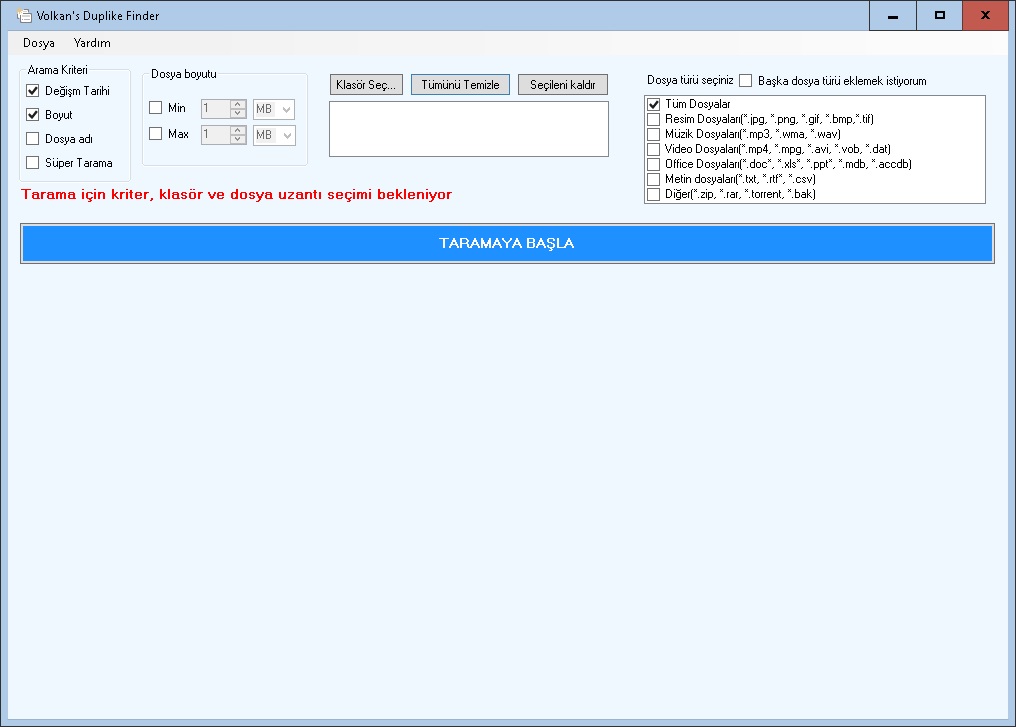 Volkan's Duplike Finder
Dosya Yardım
Arama Kriteri
Değişm Tarihi
Boyut
Dosya adı
Süper Tarama
Dosya boyutu
Min 1 MB
Max 1 MB
Klasör Seç... Tümünü Temizle Seçileni kaldır
Dosya türü seçiniz Başka dosya türü eklemek istiyorum
Tüm Dosyalar
Resim Dosyaları(*.jpg, *.png, *.gif, *.bmp,*.tif)
Müzik Dosyaları(*.mp3, *.wma, *.wav)
Video Dosyaları(*.mp4, *.mpg, *.avi, *.vob, *.dat)
Office Dosyaları(*.doc*, *.xls*, *.ppt*, *.mdb, *.accdb)
Metin dosyaları(*.txt, *.rtf*, *.csv)
Diğer(*.zip, *.rar, *.torrent, *.bak)
Tarama için kriter, klasör ve dosya uzantı seçimi bekleniyor
TARAMAYA BAŞLA